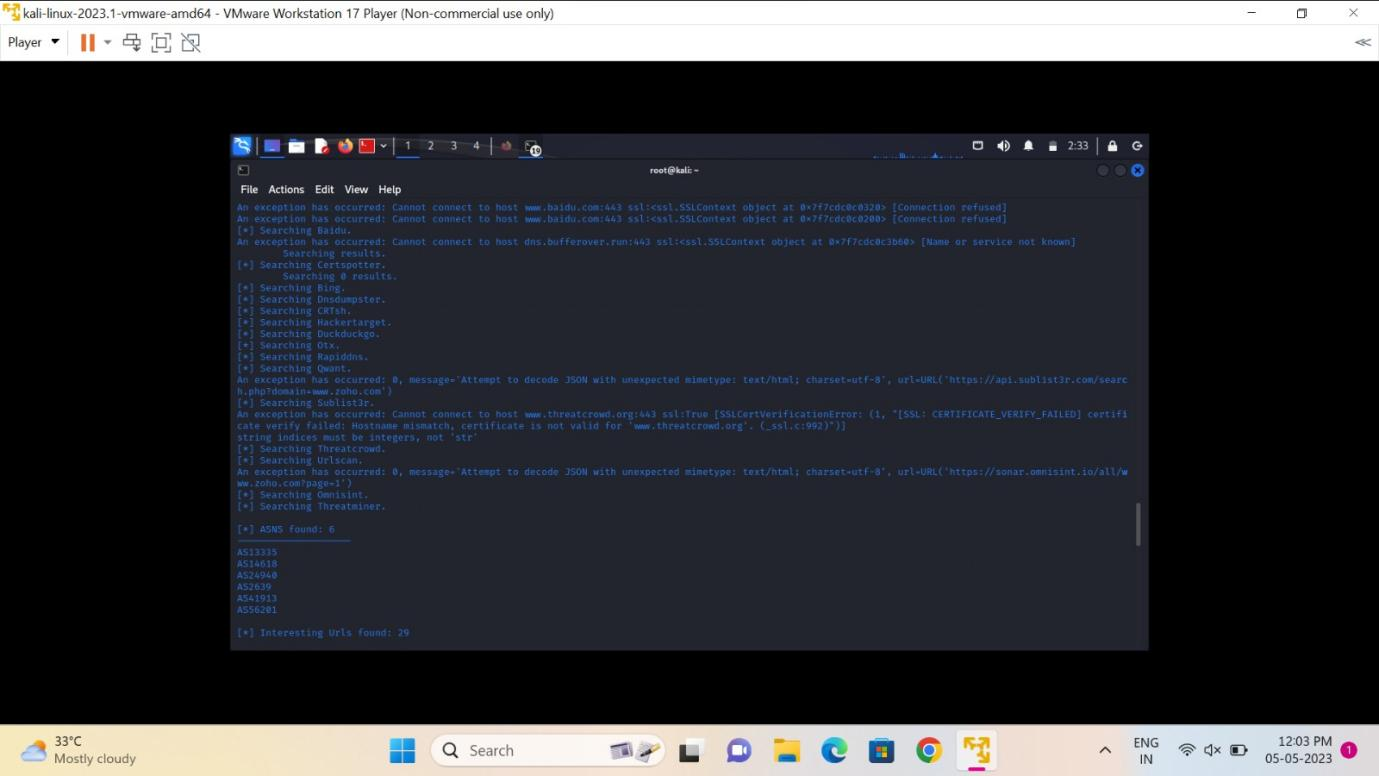 kali-linux-2023.1-vmware-amd64 - VMware Workstation 17 Player (Non-commercial use only)
Player
1 2 3 4
19
2:33
root@kali: ~
File Actions Edit View Help
An exception has occurred: Cannot connect to host www.baidu.com:443 ssl:<ssl.SSLContext object at 0×7f7cdc0c0320> [Connection refused]
An exception has occurred: Cannot connect to host www.baidu.com:443 ssl:<ssl.SSLContext object at 0×7f7cdc0c0200> [Connection refused]
[*] Searching Baidu.
An exception has occurred: Cannot connect to host dns.bufferover.run:443 ssl:<ssl.SSLContext object at 0×7f7cdc0c3b60> [Name or service not known]
Searching results.
[*] Searching Certspotter.
Searching 0 results.
[*] Searching Bing.
[*] Searching Dnsdumpster.
[*] Searching CRTsh.
[*] Searching Hackertarget.
[*] Searching Duckduckgo.
[*] Searching Otx.
[*] Searching Rapiddns.
[*] Searching Qwant.
An exception has occurred: 0, message='Attempt to decode JSON with unexpected mimetype: text/html; charset=utf-8', url=URL('https://api.sublist3r.com/searc
h.php?domain=www.zoho.com')
[*] Searching Sublist3r.
An exception has occurred: Cannot connect to host www.threatcrowd.org:443 ssl:True [SSLCertVerificationError: (1, "[SSL: CERTIFICATE_VERIFY_FAILED] certifi
cate verify failed: Hostname mismatch, certificate is not valid for 'www.threatcrowd.org'. (_ssl.c:992)")]
string indices must be integers, not 'str'
[*] Searching Threatcrowd.
[*] Searching Urlscan.
An exception has occurred: 0, message='Attempt to decode JSON with unexpected mimetype: text/html; charset=utf-8', url=URL('https://sonar.omnisint.io/all/w
ww.zoho.com?page=1')
[*] Searching Omnisint.
[*] Searching Threatminer.
[*] ASNS found: 6
AS13335
AS14618
AS24940
AS2639
AS41913
AS56201
[*] Interesting Urls found: 29
33°C
Mostly cloudy
Search
ENG
IN
12:03 PM
05-05-2023
1